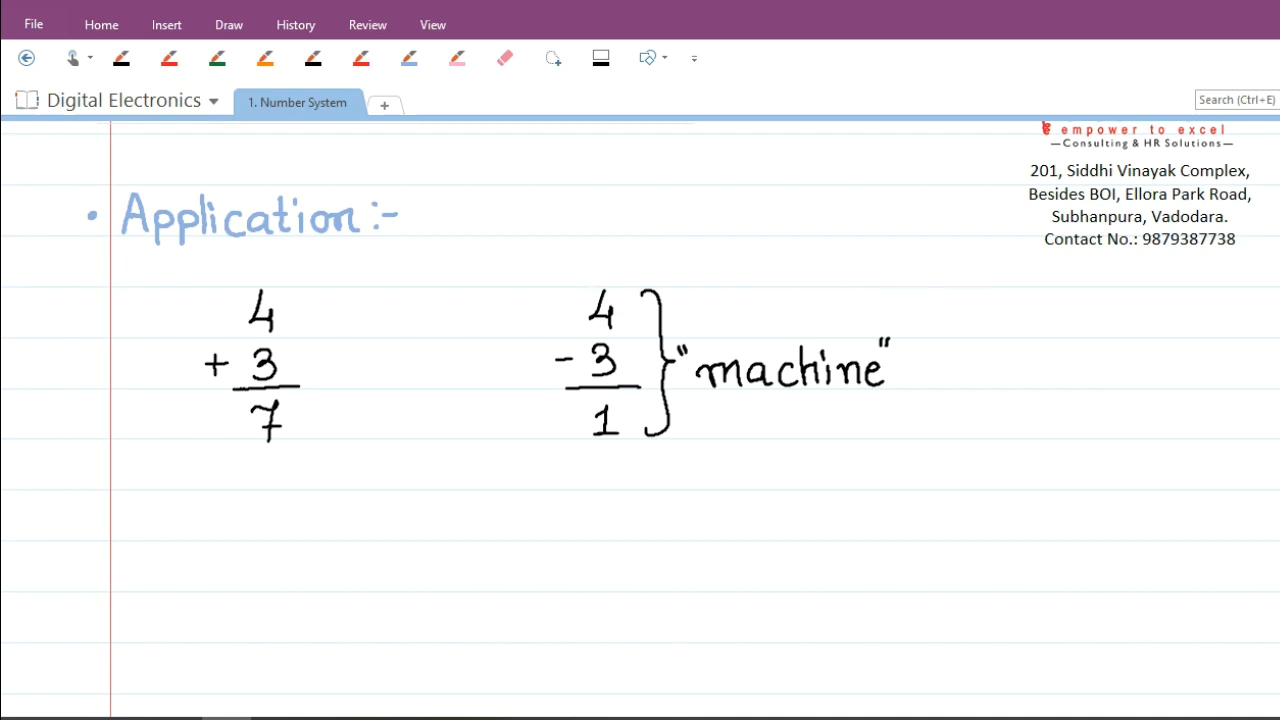 File Home Insert Draw History Review View
Digital Electronics 1. Number System +
Search (Ctrl+E)
empower to excel
—Consulting & HR Solutions—
201, Siddhi Vinayak Complex,
Besides BOI, Ellora Park Road,
Subhanpura, Vadodara.
Contact No.: 9879387738
• Application :-
4
+ 3
7
4
- 3
1
"machine"